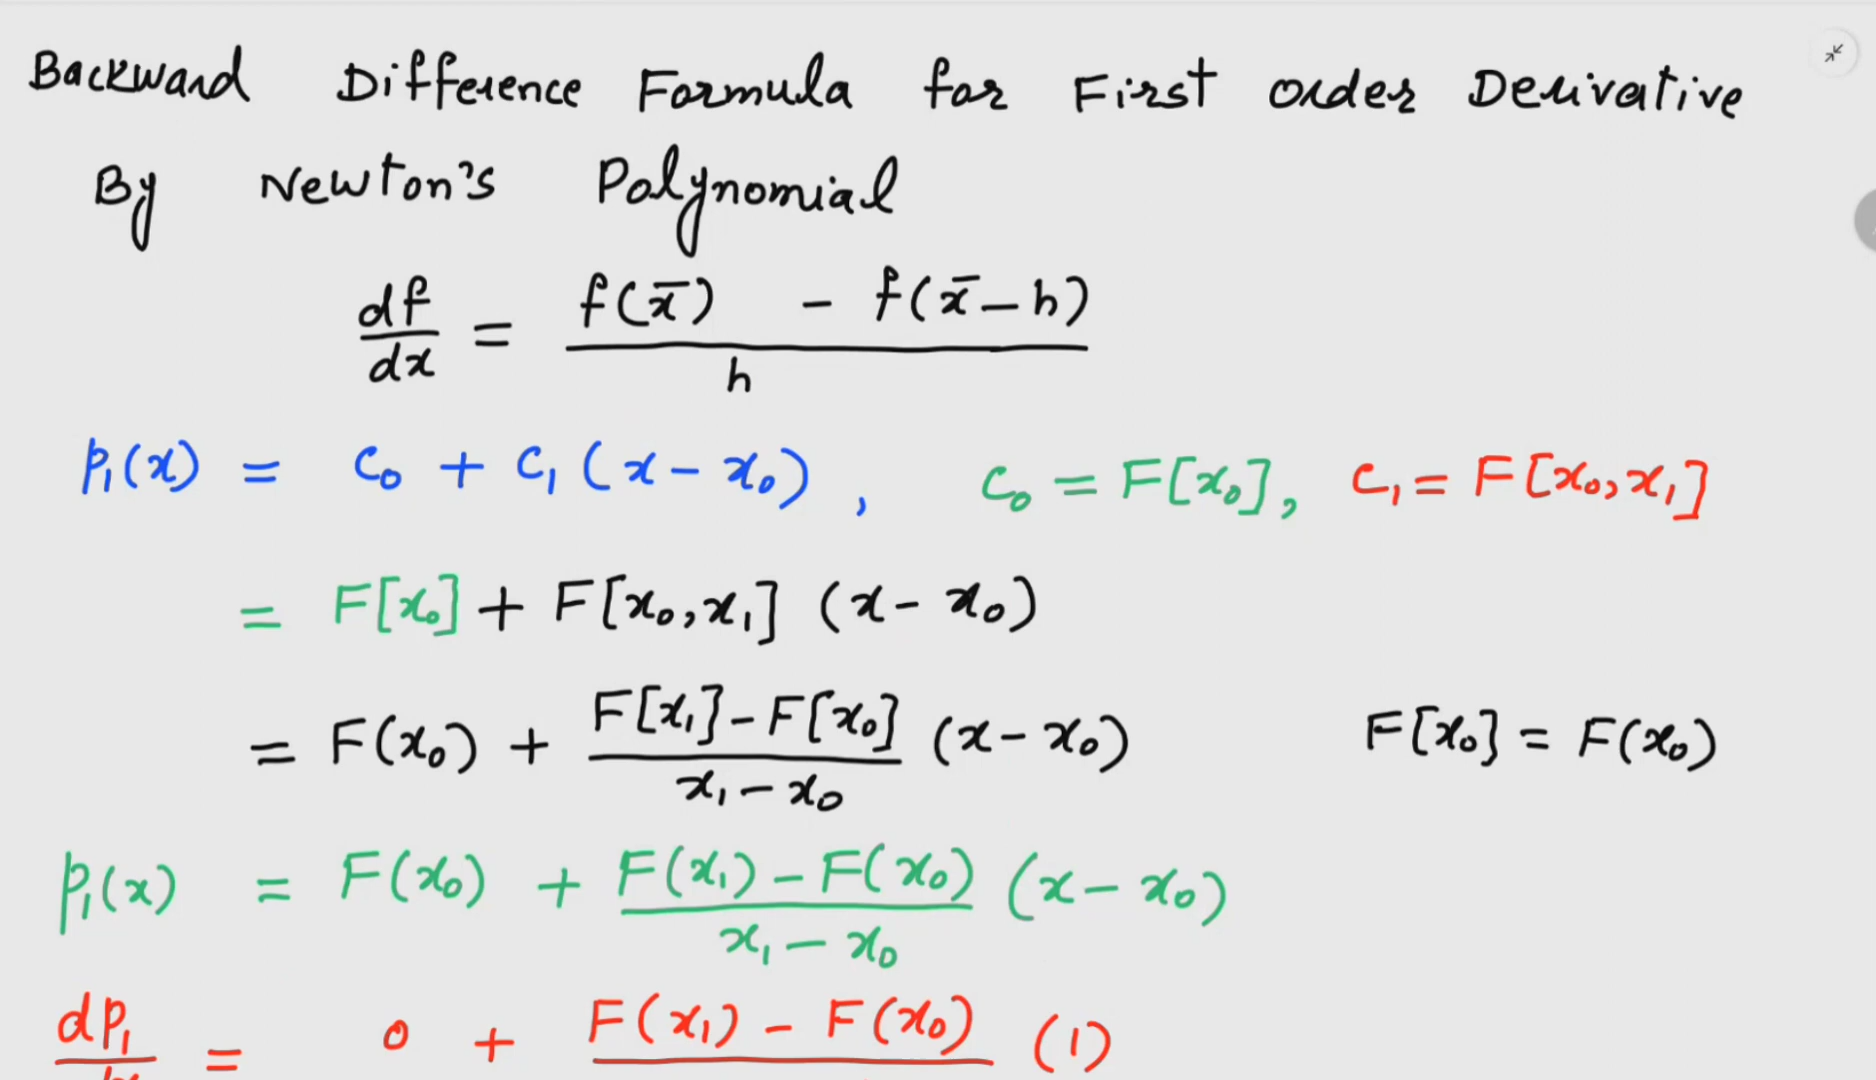 Backward Difference Formula for First order Derivative
By Newton's Polynomial
df/dx = (f(x̄) - f(x̄ - h))/h
p₁(x) = c₀ + c₁(x - x₀), c₀ = F[x₀], c₁ = F[x₀, x₁]
= F[x₀] + F[x₀, x₁] (x - x₀)
= F(x₀) + (F[x₁] - F[x₀])/(x₁ - x₀) (x - x₀) F[x₀] = F(x₀)
p₁(x) = F(x₀) + (F(x₁) - F(x₀))/(x₁ - x₀) (x - x₀)
dp₁ = 0 + F(x₁) - F(x₀) (1)